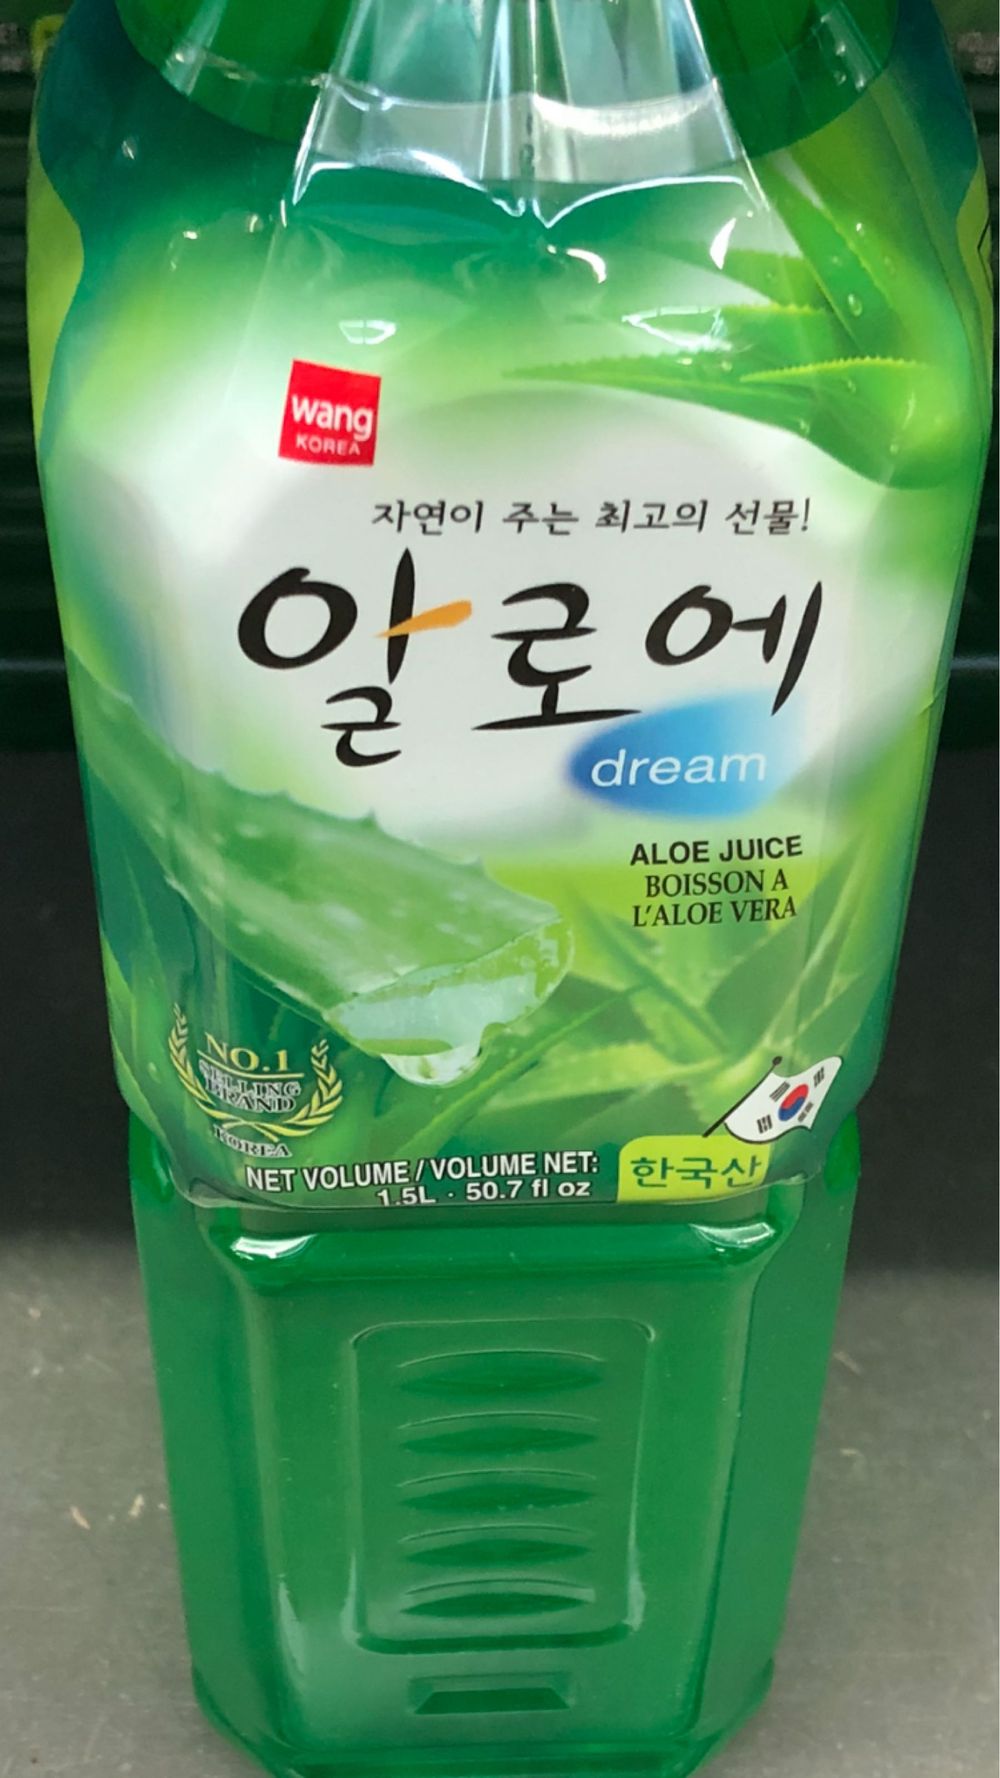 wang
KOREA
자연이 주는 최고의 선물!
알로에
dream
ALOE JUICE
BOISSON A
L'ALOE VERA
NO.1
SELLING
BRAND
KOREA
NET VOLUME / VOLUME NET:
1.5L · 50.7 fl oz
한국산